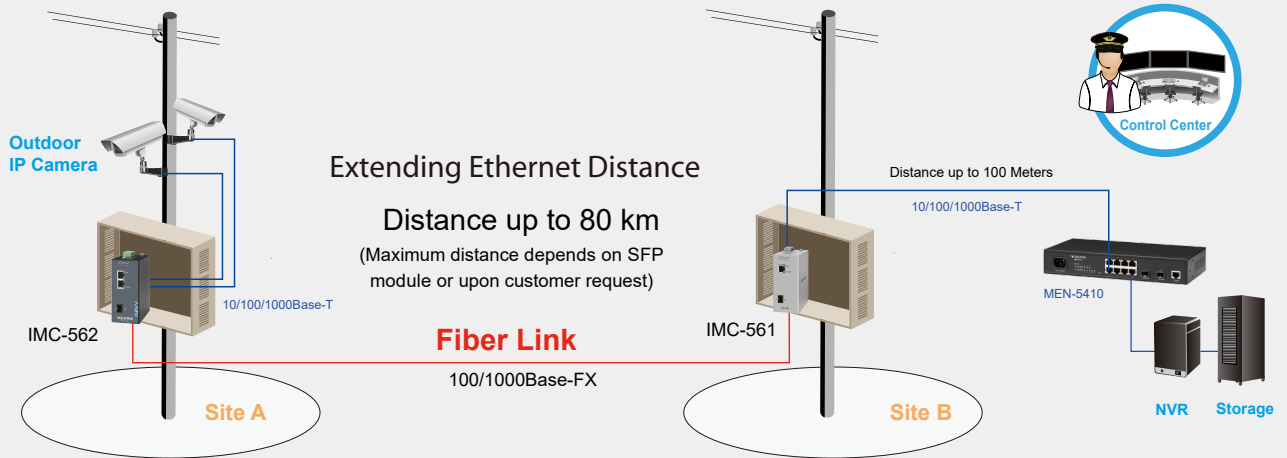 Outdoor
IP Camera
IMC-562
10/100/1000Base-T
Site A
Extending Ethernet Distance
Distance up to 80 km
(Maximum distance depends on SFP
module or upon customer request)
Fiber Link
100/1000Base-FX
IMC-561
Site B
Control Center
Distance up to 100 Meters
10/100/1000Base-T
MEN-5410
NVR
Storage